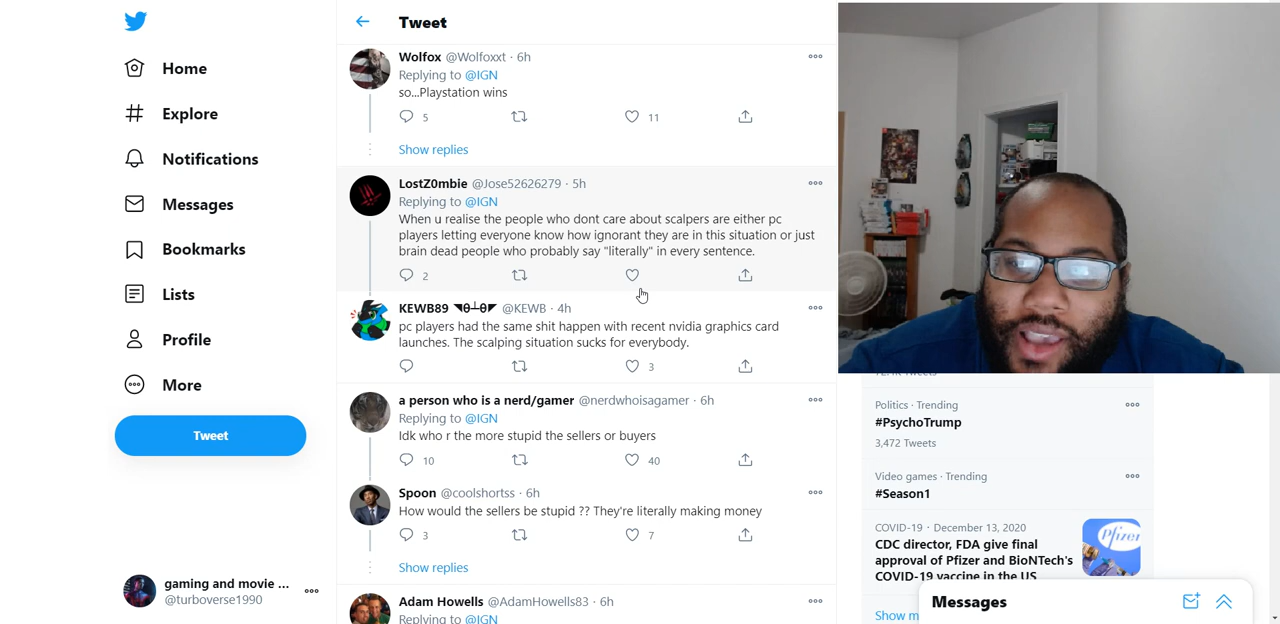 Home
Explore
Notifications
Messages
Bookmarks
Lists
Profile
More
Tweet
gaming and movie ...
@turboverse1990
Tweet
Wolfox @Wolfoxxt · 6h
Replying to @IGN
so...Playstation wins
5
11
Show replies
LostZ0mbie @Jose52626279 · 5h
Replying to @IGN
When u realise the people who dont care about scalpers are either pc
players letting everyone know how ignorant they are in this situation or just
brain dead people who probably say "literally" in every sentence.
2
KEWB89 @KEWB · 4h
pc players had the same shit happen with recent nvidia graphics card
launches. The scalping situation sucks for everybody.
3
a person who is a nerd/gamer @nerdwhoisagamer · 6h
Replying to @IGN
Idk who r the more stupid the sellers or buyers
10
40
Spoon @coolshortss · 6h
How would the sellers be stupid ?? They're literally making money
3
7
Show replies
Adam Howells @AdamHowells83 · 6h
Replying to @IGN
Politics · Trending
#PsychoTrump
3,472 Tweets
Video games · Trending
#Season1
COVID-19 · December 13, 2020
CDC director, FDA give final
approval of Pfizer and BioNTech's
COVID-19 vaccine in the US
Pfizer
Show m
Messages